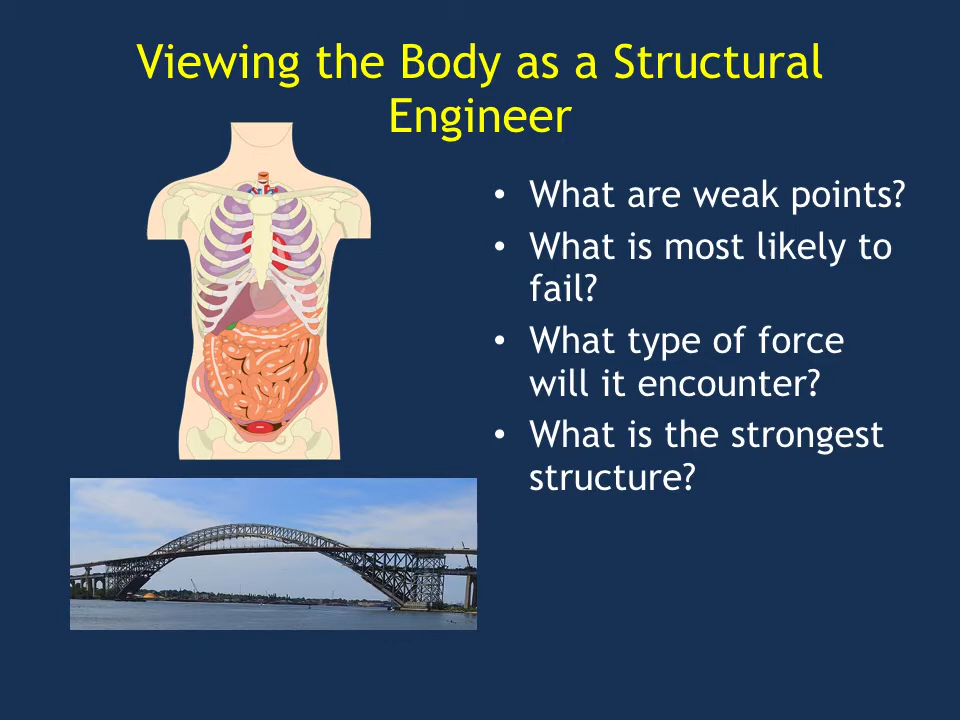 Viewing the Body as a Structural
Engineer
• What are weak points?
• What is most likely to
fail?
• What type of force
will it encounter?
• What is the strongest
structure?